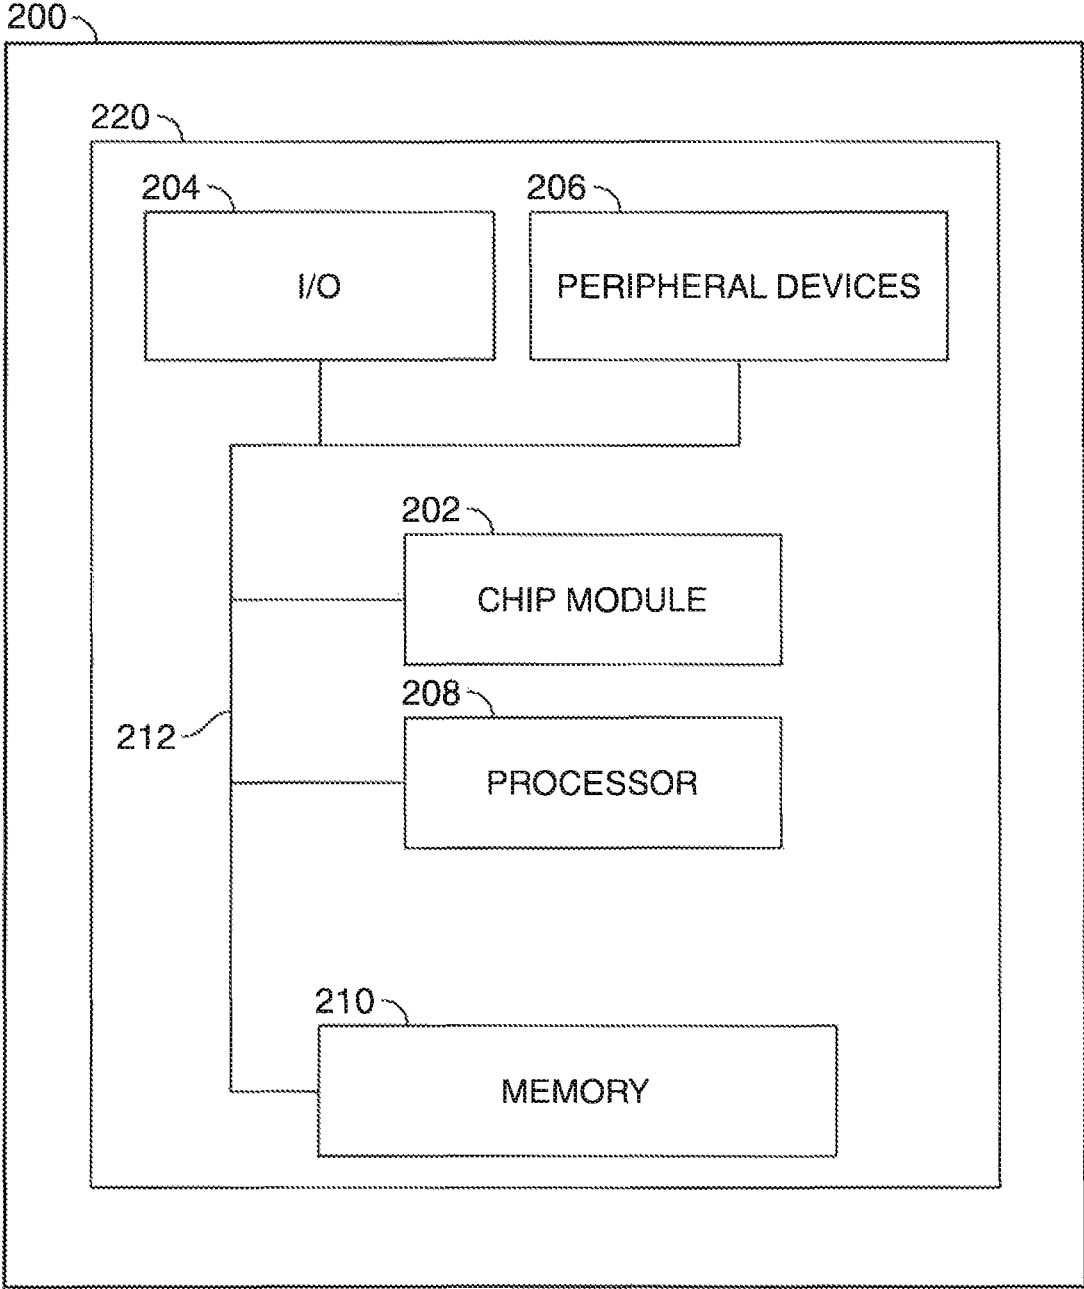 200
220
204
206
I/O
PERIPHERAL DEVICES
202
CHIP MODULE
208
212
PROCESSOR
210
MEMORY